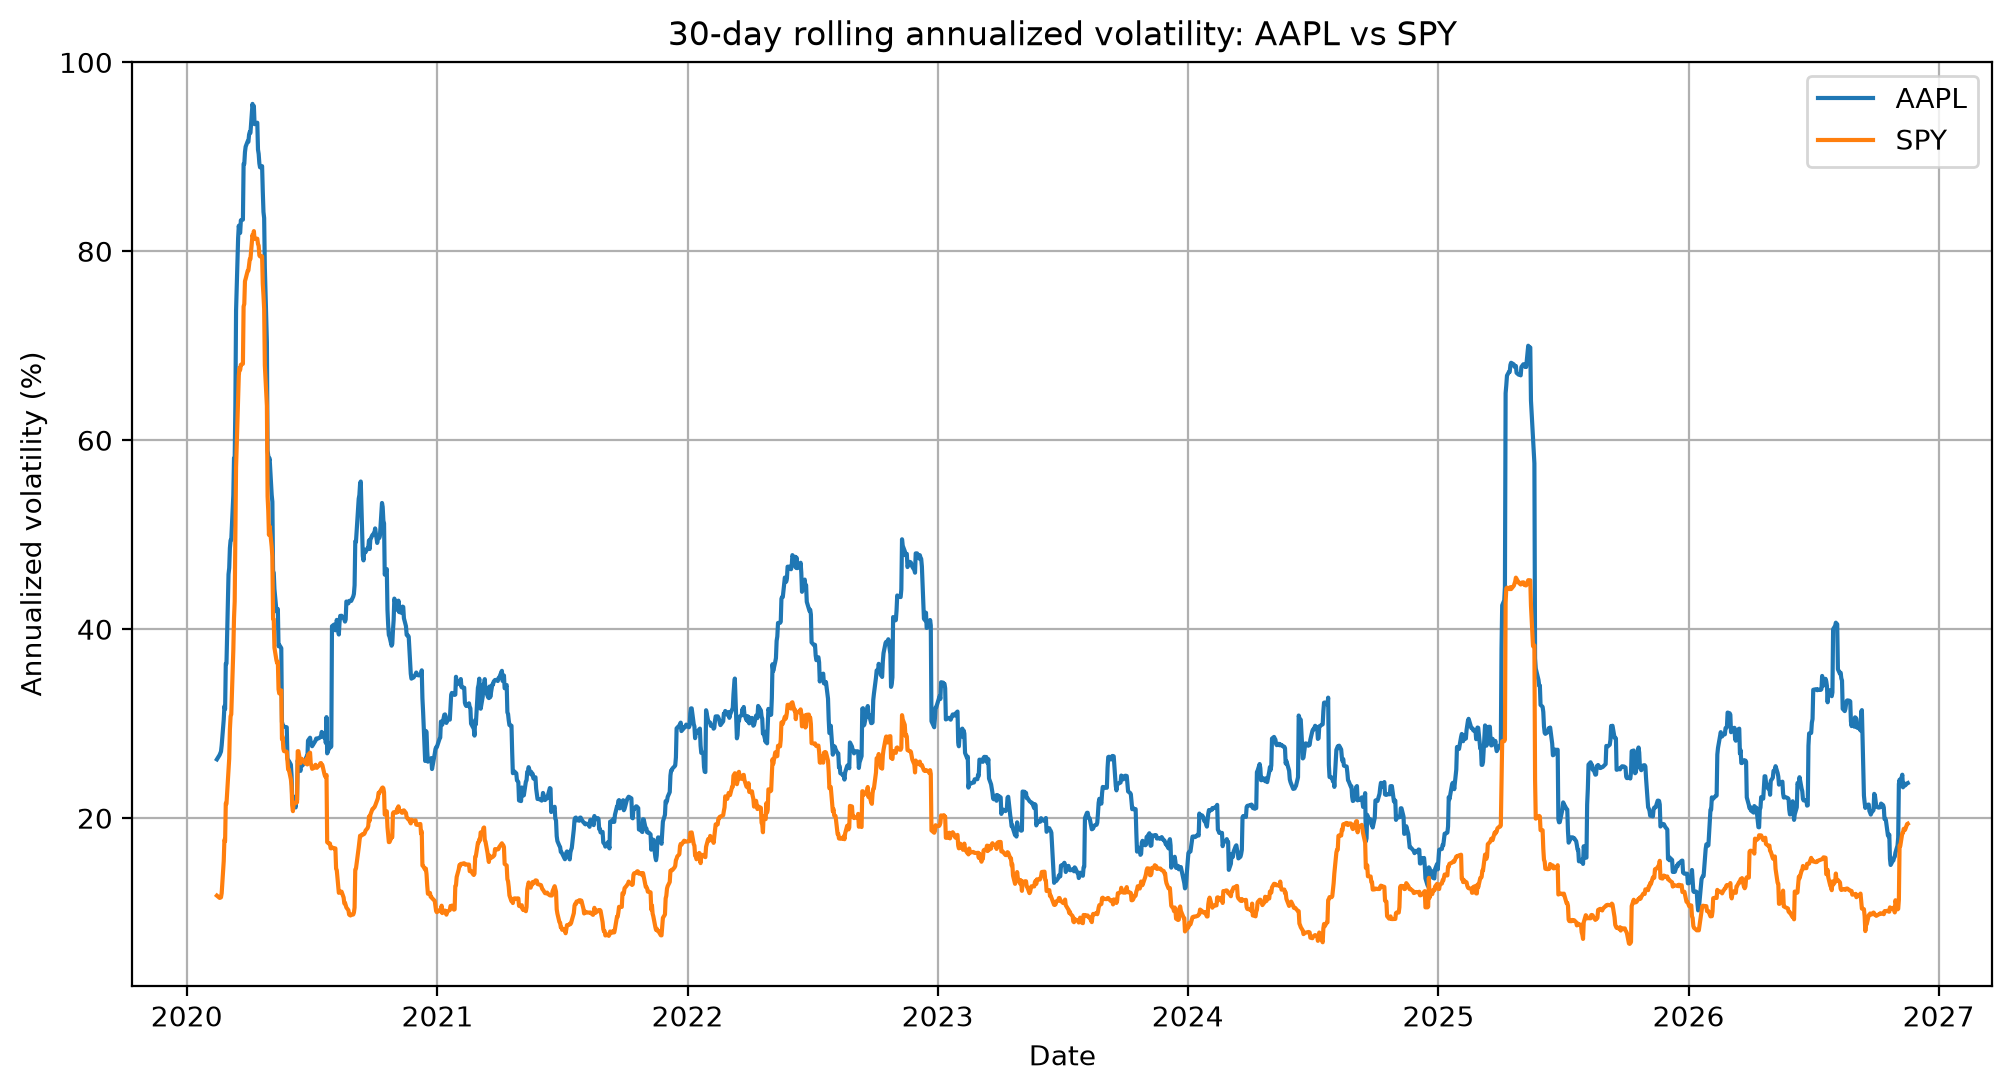 30-day rolling annualized volatility: AAPL vs SPY
AAPL
SPY
Annualized volatility (%)
100
80
60
40
20
2020 2021 2022 2023 2024 2025 2026 2027
Date